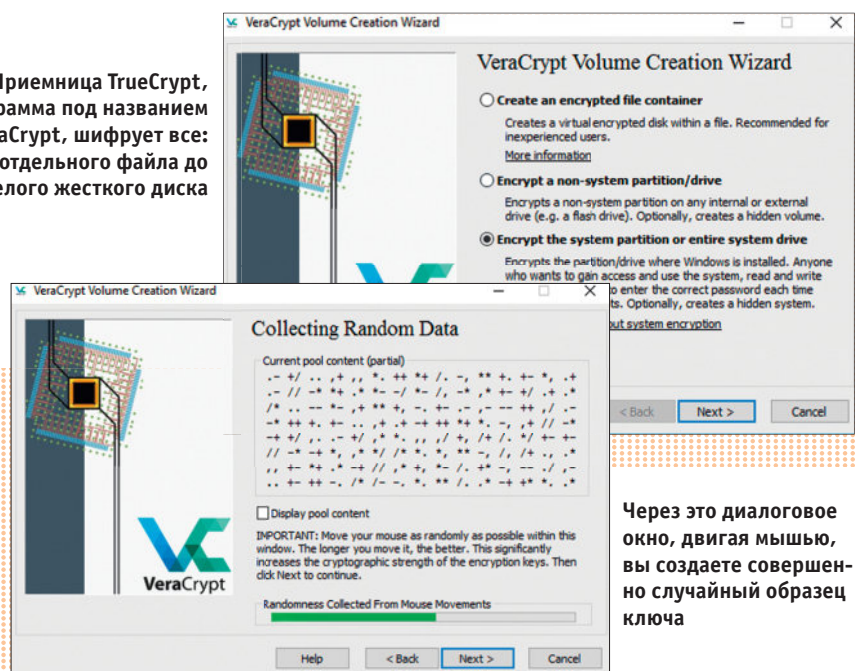 VeraCrypt Volume Creation Wizard
VeraCrypt Volume Creation Wizard
Create an encrypted file container
Creates a virtual encrypted disk within a file. Recommended for
inexperienced users.
More information
Encrypt a non-system partition/drive
Encrypts a non-system partition on any internal or external
drive (e.g. a flash drive). Optionally, creates a hidden volume.
Encrypt the system partition or entire system drive
Encrypts the partition/drive where Windows is installed. Anyone
who wants to gain access and use the system, read and write
to enter the correct password each time
Optionally, creates a hidden system.
system encryption
< Back
Next >
Cancel
TrueCrypt,
под названием
шифрует все:
отдельного файла до
жесткого диска
VeraCrypt Volume Creation Wizard
Collecting Random Data
Current pool content (partial)
.- +/ .. ,+ ,, *. ++ *+ /. -, ** +. +- *, .+
.- // -* *+ .* *- -/ *- /, -* ,* +- +/ .+ .*
/* .. -- *- ,+ ** +, -. +- .- ,- -- ++ ,/ .-
-* ++ +. +- .. ,+ .+ -+ ++ *+ *. -, ,+ // -*
-+ +/ ,. .- +/ ,* *. ,, ,/ +, /+ /. */ +- +-
// -* -+ *, ,* */ /* *. *, ** -, /, /+ ., .*
,, +- *+ .* -+ // ,* +, *- /. +* -, -- ./ ,-
.. +- ++ -. /* /- -. *. ** /. .* -+ +* *. .*
Display pool content
IMPORTANT: Move your mouse as randomly as possible within this
window. The longer you move it, the better. This significantly
increases the cryptographic strength of the encryption keys. Then
click Next to continue.
Randomness Collected From Mouse Movements
VeraCrypt
Help
< Back
Next >
Cancel
Через это диалоговое
окно, двигая мышью,
вы создаете совершен-
но случайный образец
ключа